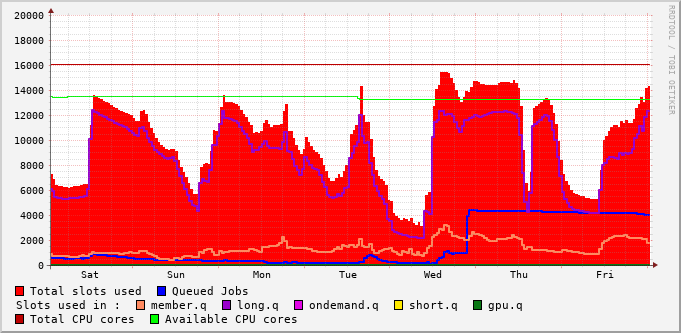 20000
18000
16000
14000
12000
10000
8000
6000
4000
2000
0
Sat Sun Mon Tue Wed Thu Fri
Total slots used Queued Jobs
Slots used in : member.q long.q ondemand.q short.q gpu.q
Total CPU cores Available CPU cores
RRDTOOL / TOBI OETIKER